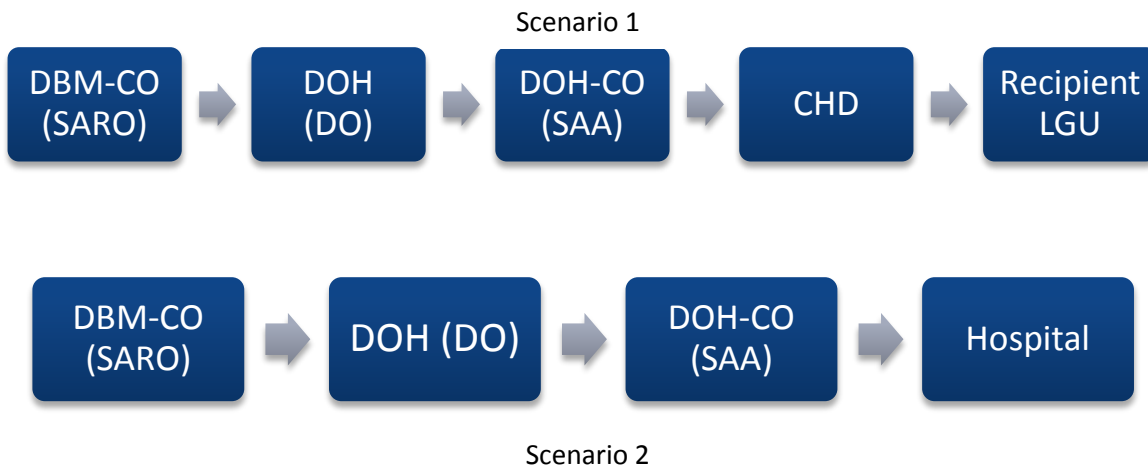 Scenario 1
DBM-CO
(SARO)
DOH
(DO)
DOH-CO
(SAA)
CHD
Recipient
LGU
DBM-CO
(SARO)
DOH (DO)
DOH-CO
(SAA)
Hospital
Scenario 2